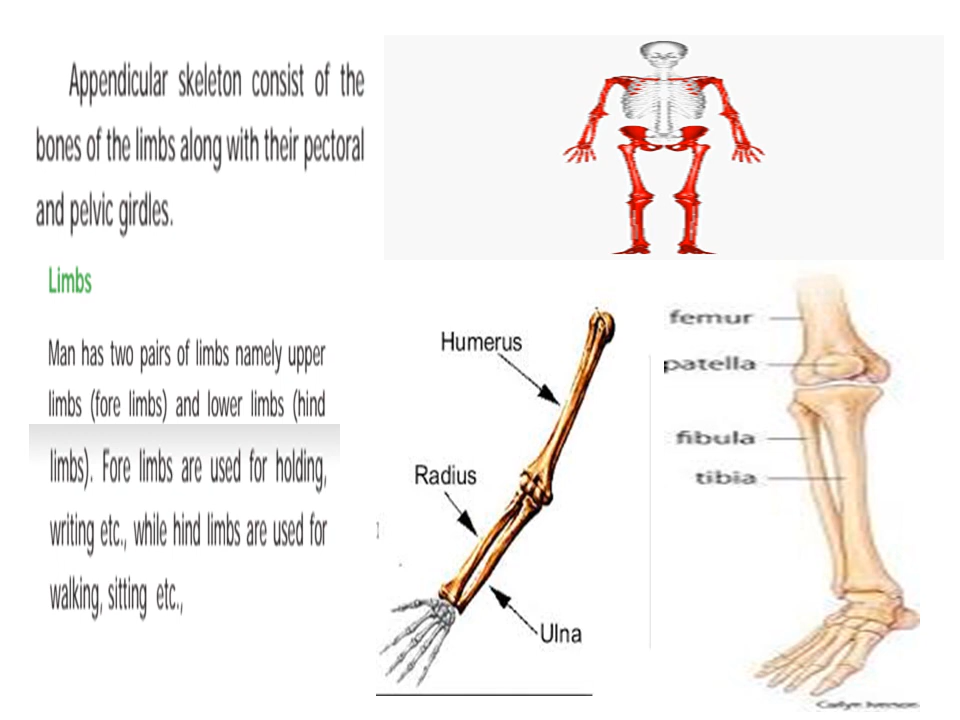 Appendicular skeleton consist of the
bones of the limbs along with their pectoral
and pelvic girdles.
Limbs
Man has two pairs of limbs namely upper
limbs (fore limbs) and lower limbs (hind
limbs). Fore limbs are used for holding,
writing etc., while hind limbs are used for
walking, sitting etc.,
Humerus
Radius
Ulna
femur
patella
fibula
tibia
Cailyn Iverson